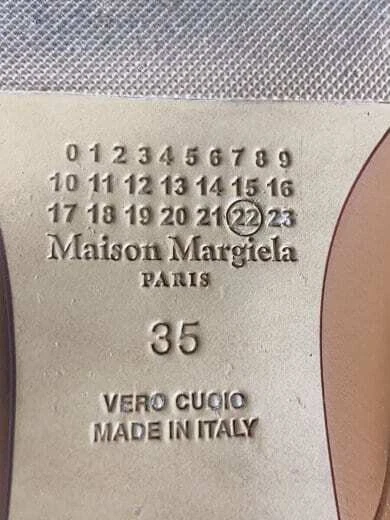 0 1 2 3 4 5 6 7 8 9
10 11 12 13 14 15 16
17 18 19 20 21 22 23
Maison Margiela
PARIS
35
VERO CUOIO
MADE IN ITALY